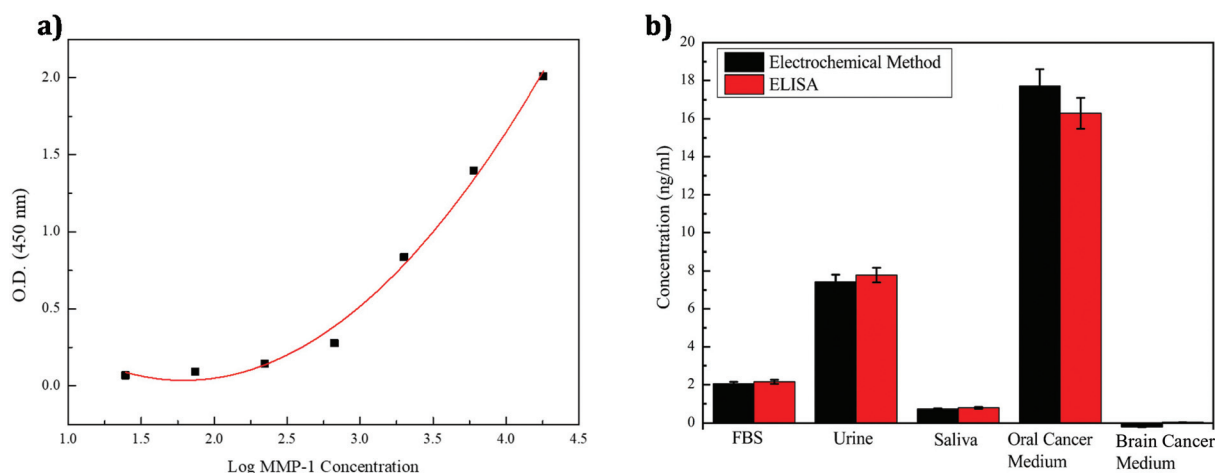 a)
2.0
1.5
1.0
0.5
0.0
O.D. (450 nm)
1.0 1.5 2.0 2.5 3.0 3.5 4.0 4.5
Log MMP-1 Concentration
b)
Electrochemical Method
ELISA
20
18
16
14
12
10
8
6
4
2
0
Concentration (ng/ml)
FBS Urine Saliva Oral Cancer Brain Cancer
Medium Medium